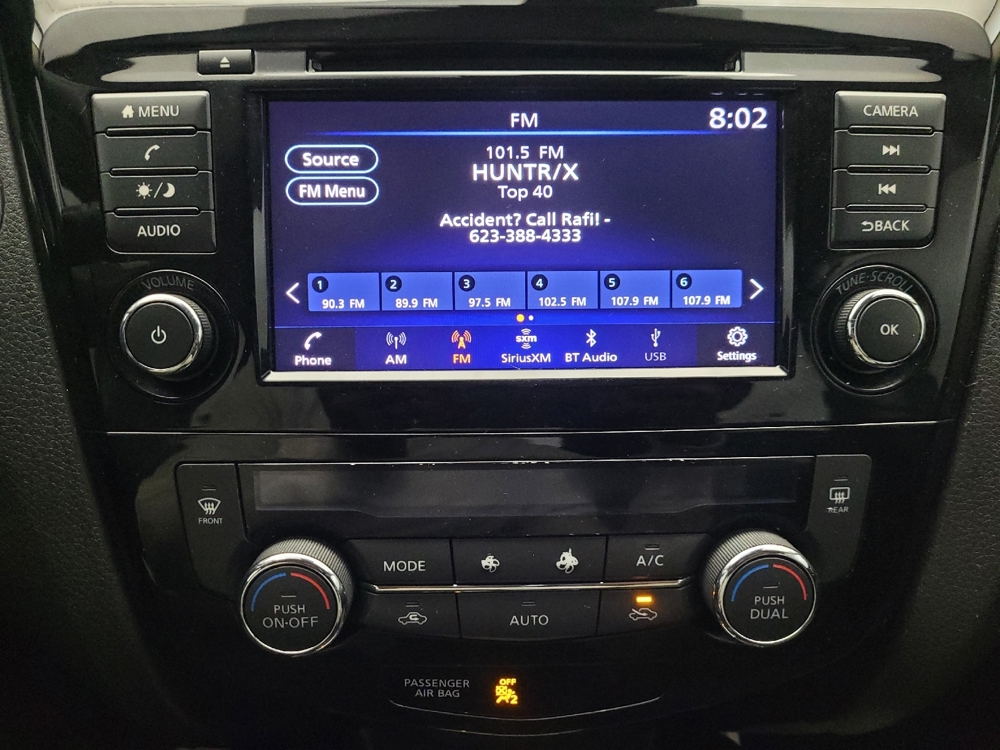 MENU
AUDIO
VOLUME
FM
8:02
Source
FM Menu
101.5 FM
HUNTR/X
Top 40
Accident? Call Rafi! -
623-388-4333
1 2 3 4 5 6
90.3 FM 89.9 FM 97.5 FM 102.5 FM 107.9 FM 107.9 FM
Phone AM FM sxm SiriusXM BT Audio USB Settings
CAMERA
BACK
TUNE·SCROLL
OK
FRONT
REAR
MODE
A/C
PUSH
ON·OFF
AUTO
PUSH
DUAL
PASSENGER
AIR BAG
OFF
2